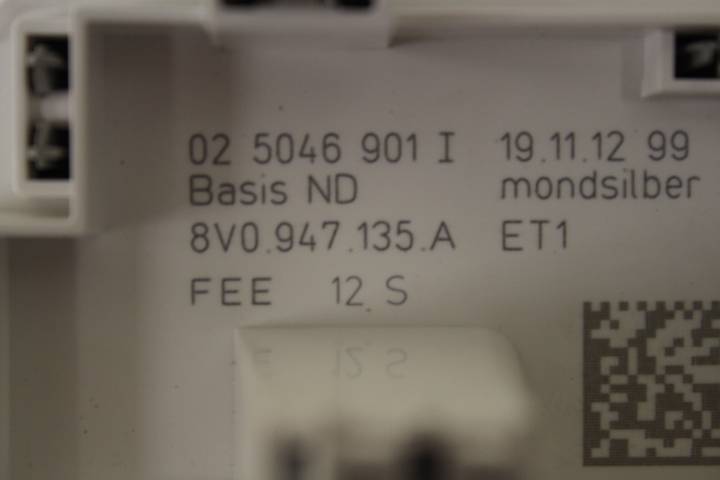 02 5046 901 I 19.11.12 99
Basis ND mondsilber
8V0.947.135.A ET1
FEE 12 S